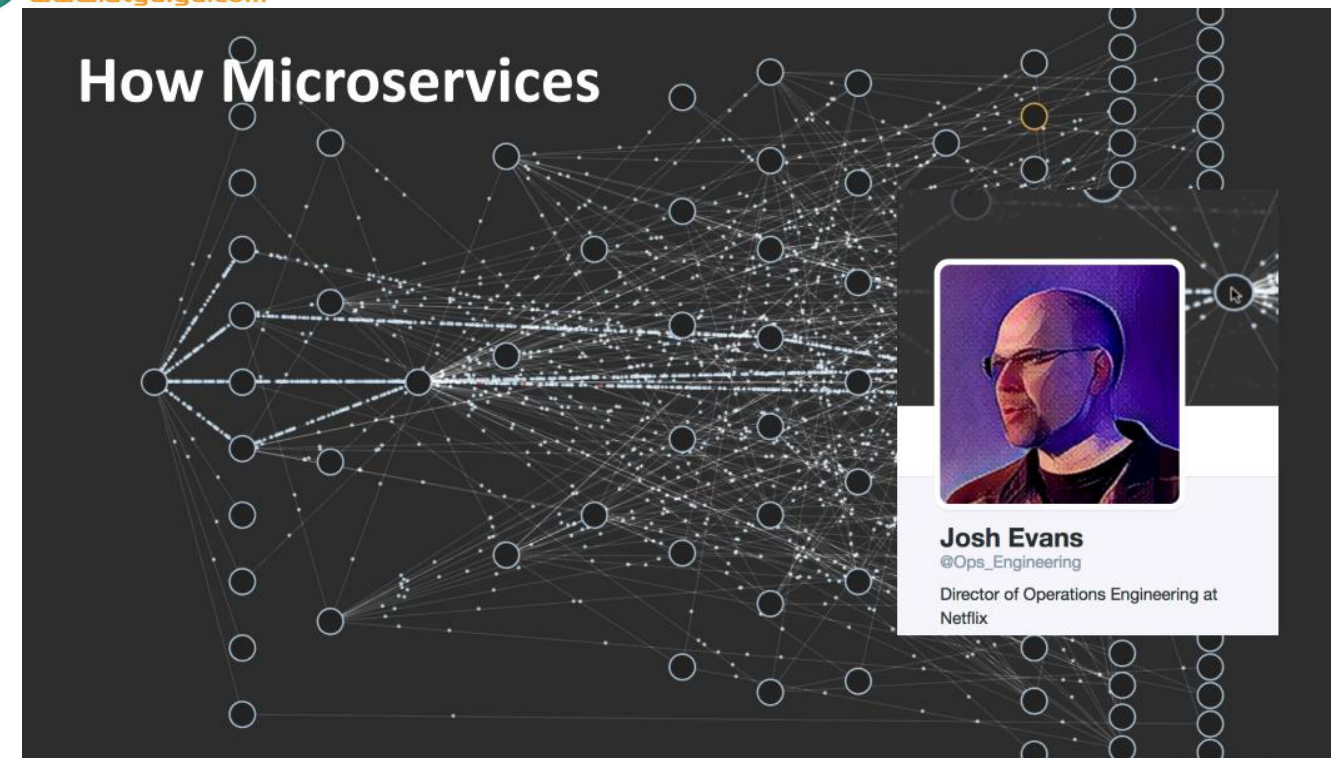 How Microservices
Josh Evans
@Ops_Engineering
Director of Operations Engineering at
Netflix